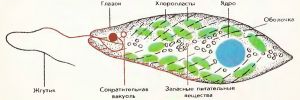 Глазок
Хлоропласты
Ядро
Оболочка
Жгутик
Сократительная
вакуоль
Запасные питательные
вещества